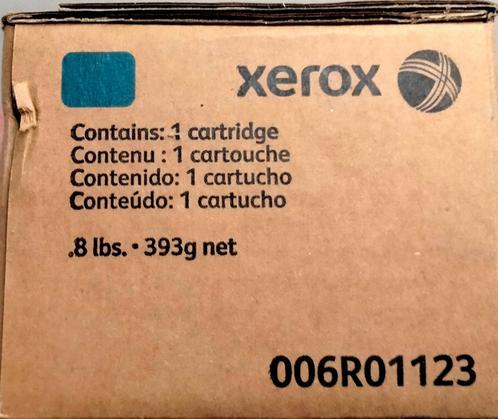 xerox
Contains: 1 cartridge
Contenu : 1 cartouche
Contenido: 1 cartucho
Conteúdo: 1 cartucho
.8 lbs. • 393g net
006R01123